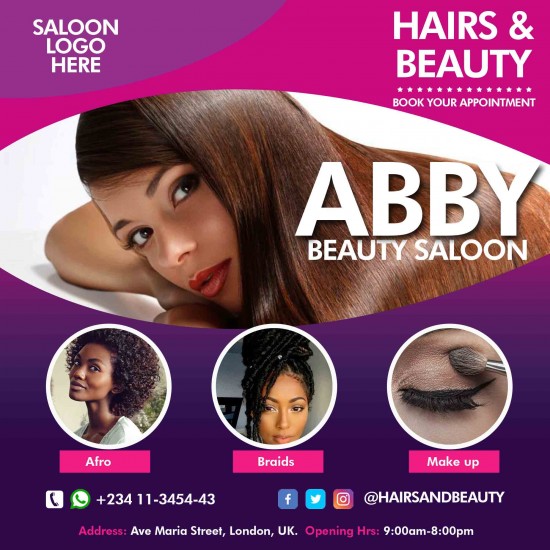 SALOON
LOGO
HERE
HAIRS &
BEAUTY
BOOK YOUR APPOINTMENT
ABBY
BEAUTY SALOON
Afro
Braids
Make up
+234 11-3454-43
@HAIRSANDBEAUTY
Address: Ave Maria Street, London, UK. Opening Hrs: 9:00am-8:00pm